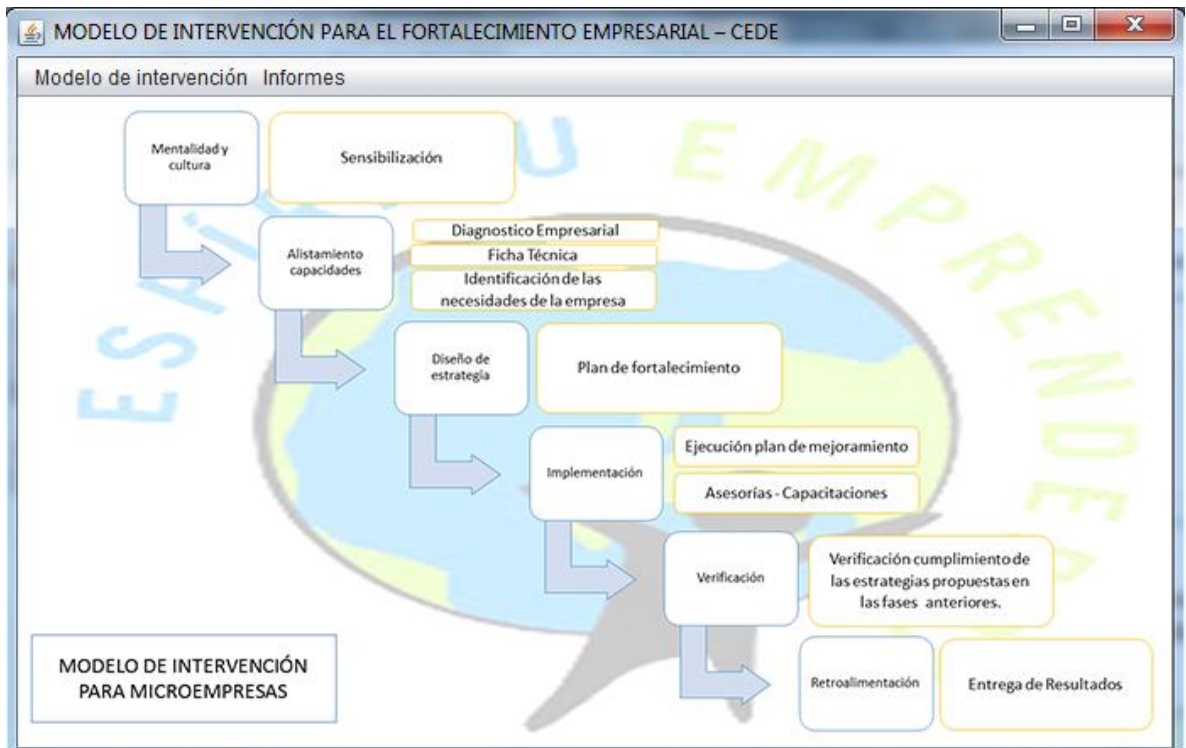 MODELO DE INTERVENCIÓN PARA EL FORTALECIMIENTO EMPRESARIAL – CEDE
Modelo de intervención Informes
Mentalidad y
cultura
Sensibilización
Alistamiento
capacidades
Diagnostico Empresarial
Ficha Técnica
Identificación de las
necesidades de la empresa
Diseño de
estrategia
Plan de fortalecimiento
Implementación
Ejecución plan de mejoramiento
Asesorías - Capacitaciones
Verificación
Verificación cumplimiento de
las estrategias propuestas en
las fases anteriores.
Retroalimentación
Entrega de Resultados
MODELO DE INTERVENCIÓN
PARA MICROEMPRESAS